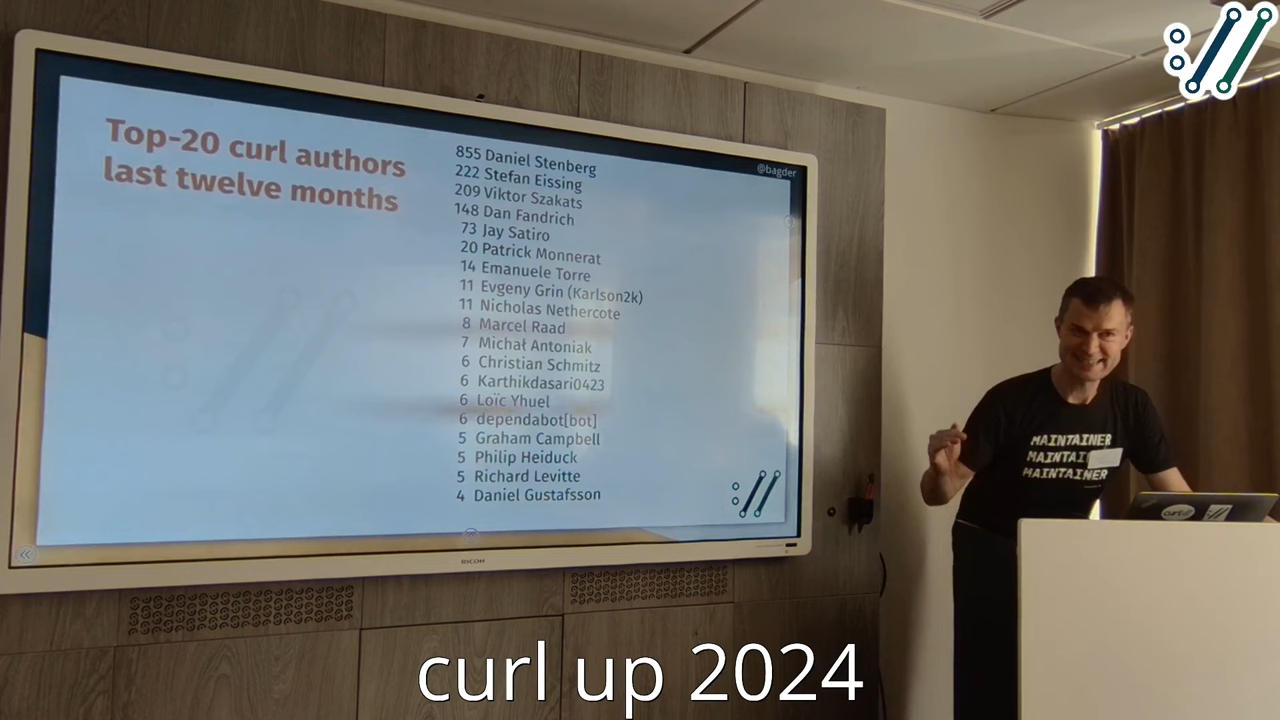 Top-20 curl authors
last twelve months
@bagder
855 Daniel Stenberg
222 Stefan Eissing
209 Viktor Szakats
148 Dan Fandrich
73 Jay Satiro
20 Patrick Monnerat
14 Emanuele Torre
11 Evgeny Grin (Karlson2k)
11 Nicholas Nethercote
8 Marcel Raad
7 Michał Antoniak
6 Christian Schmitz
6 Karthikdasari0423
6 Loïc Yhuel
6 dependabot[bot]
5 Graham Campbell
5 Philip Heiduck
5 Richard Levitte
4 Daniel Gustafsson
RICOH
MAINTAINER
MAINTAI
MAINTAINER
curl
curl up 2024